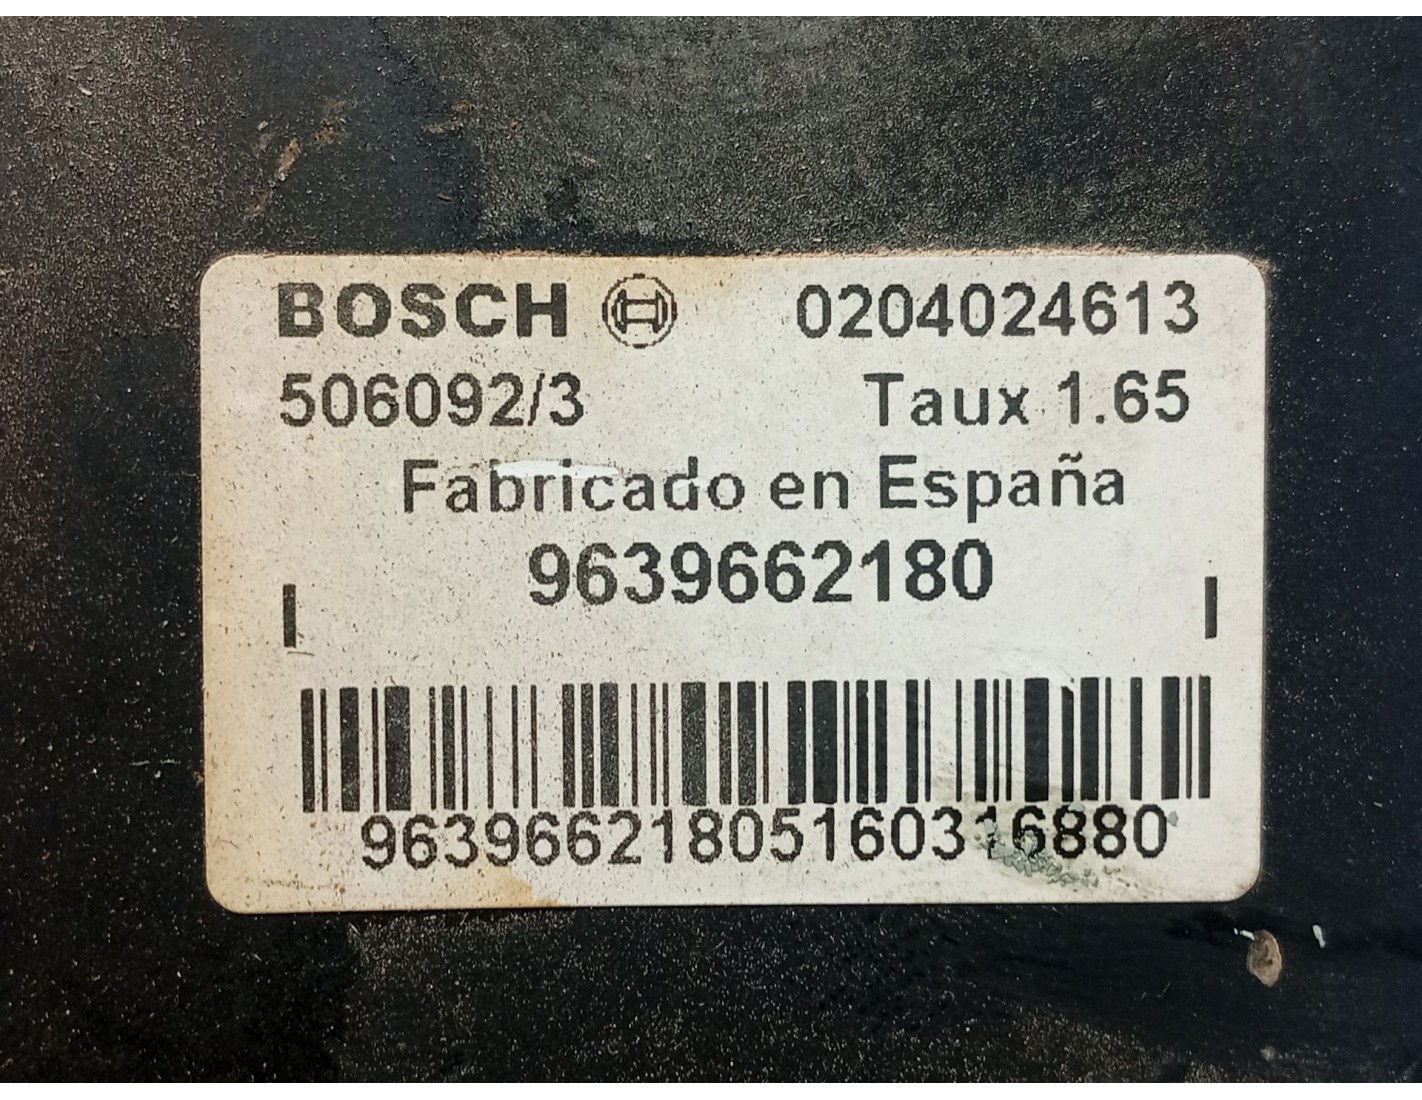 BOSCH 0204024613
506092/3 Taux 1.65
Fabricado en España
9639662180
96396621805160316880